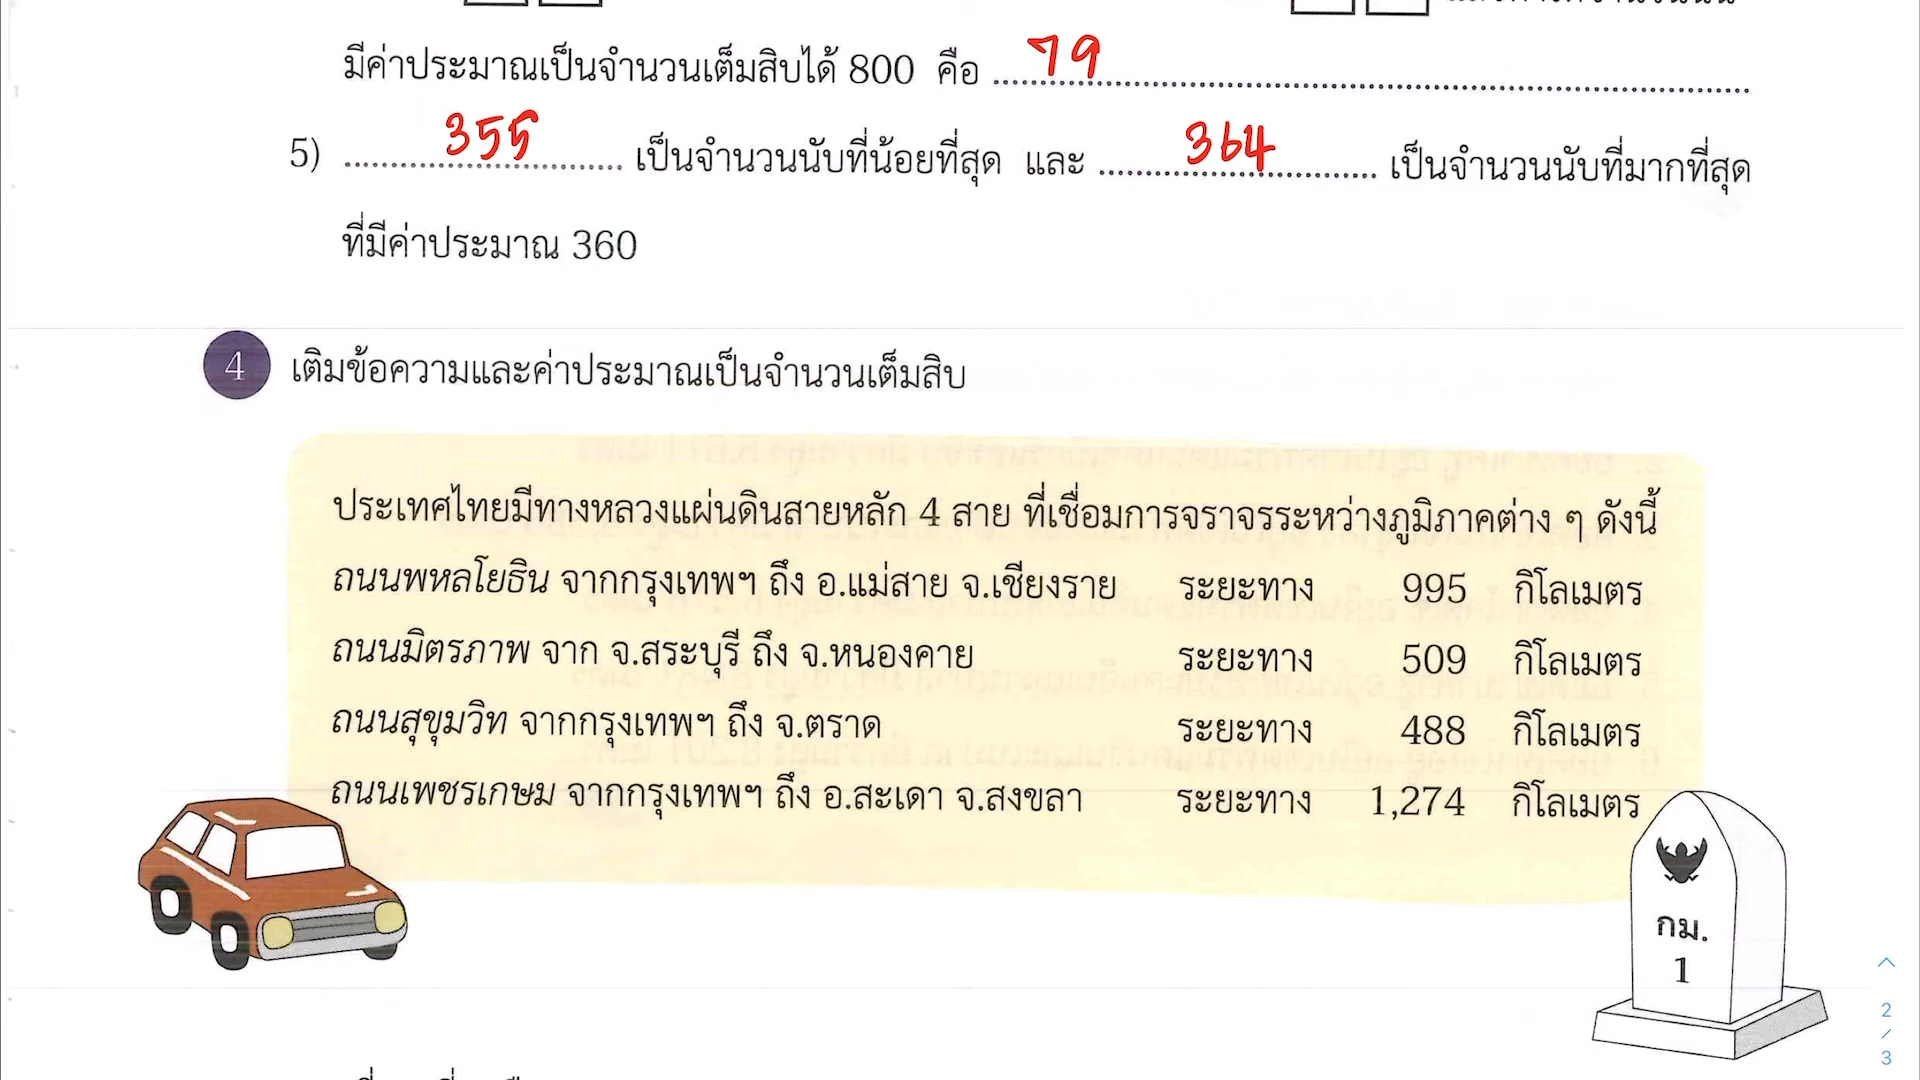 มีค่าประมาณเป็นจำนวนเต็มสิบได้ 800 คือ 79
5) 355 เป็นจำนวนนับที่น้อยที่สุด และ 364 เป็นจำนวนนับที่มากที่สุด
ที่มีค่าประมาณ 360
4 เติมข้อความและค่าประมาณเป็นจำนวนเต็มสิบ
ประเทศไทยมีทางหลวงแผ่นดินสายหลัก 4 สาย ที่เชื่อมการจราจรระหว่างภูมิภาคต่าง ๆ ดังนี้
ถนนพหลโยธิน จากกรุงเทพฯ ถึง อ.แม่สาย จ.เชียงราย ระยะทาง 995 กิโลเมตร
ถนนมิตรภาพ จาก จ.สระบุรี ถึง จ.หนองคาย ระยะทาง 509 กิโลเมตร
ถนนสุขุมวิท จากกรุงเทพฯ ถึง จ.ตราด ระยะทาง 488 กิโลเมตร
ถนนเพชรเกษม จากกรุงเทพฯ ถึง อ.สะเดา จ.สงขลา ระยะทาง 1,274 กิโลเมตร
กม.
1
2
/
3